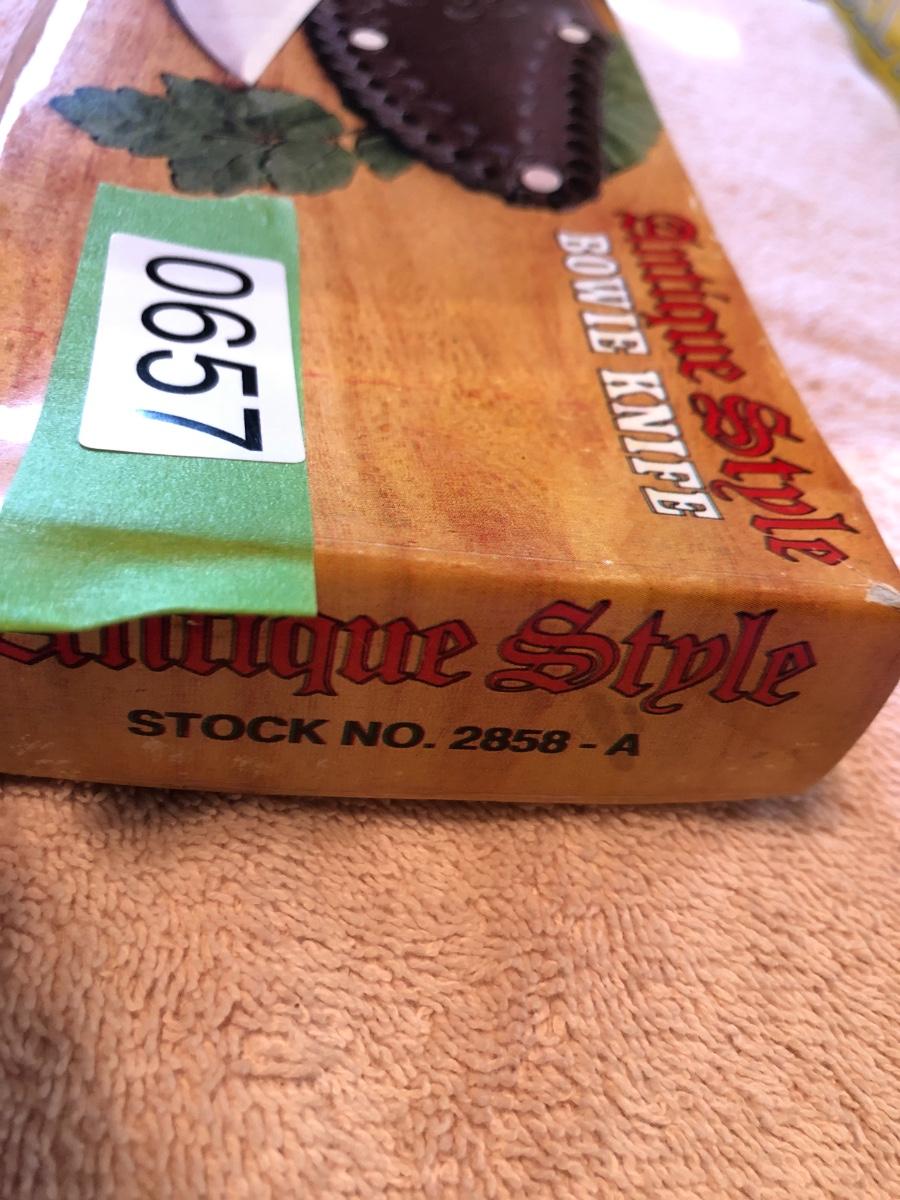 0657
Antique Style
BOWIE KNIFE
Antique Style
STOCK NO. 2858 - A